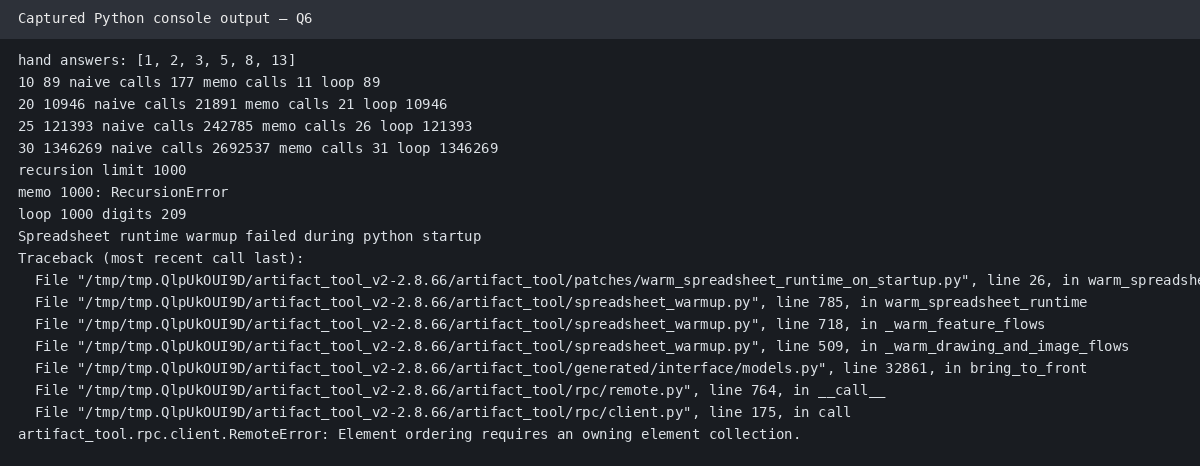 Captured Python console output — Q6
hand answers: [1, 2, 3, 5, 8, 13]
10 89 naive calls 177 memo calls 11 loop 89
20 10946 naive calls 21891 memo calls 21 loop 10946
25 121393 naive calls 242785 memo calls 26 loop 121393
30 1346269 naive calls 2692537 memo calls 31 loop 1346269
recursion limit 1000
memo 1000: RecursionError
loop 1000 digits 209
Spreadsheet runtime warmup failed during python startup
Traceback (most recent call last):
  File "/tmp/tmp.QlpUkOUI9D/artifact_tool_v2-2.8.66/artifact_tool/patches/warm_spreadsheet_runtime_on_startup.py", line 26, in warm_spreadshe
  File "/tmp/tmp.QlpUkOUI9D/artifact_tool_v2-2.8.66/artifact_tool/spreadsheet_warmup.py", line 785, in warm_spreadsheet_runtime
  File "/tmp/tmp.QlpUkOUI9D/artifact_tool_v2-2.8.66/artifact_tool/spreadsheet_warmup.py", line 718, in _warm_feature_flows
  File "/tmp/tmp.QlpUkOUI9D/artifact_tool_v2-2.8.66/artifact_tool/spreadsheet_warmup.py", line 509, in _warm_drawing_and_image_flows
  File "/tmp/tmp.QlpUkOUI9D/artifact_tool_v2-2.8.66/artifact_tool/generated/interface/models.py", line 32861, in bring_to_front
  File "/tmp/tmp.QlpUkOUI9D/artifact_tool_v2-2.8.66/artifact_tool/rpc/remote.py", line 764, in __call__
  File "/tmp/tmp.QlpUkOUI9D/artifact_tool_v2-2.8.66/artifact_tool/rpc/client.py", line 175, in call
artifact_tool.rpc.client.RemoteError: Element ordering requires an owning element collection.